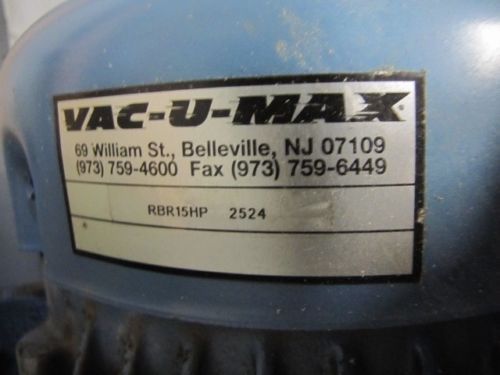 VAC-U-MAX
69 William St., Belleville, NJ 07109
(973) 759-4600 Fax (973) 759-6449
RBR15HP 2524